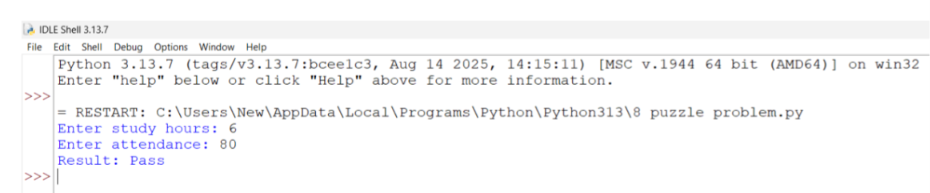 IDLE Shell 3.13.7
File Edit Shell Debug Options Window Help
Python 3.13.7 (tags/v3.13.7:bcee1c3, Aug 14 2025, 14:15:11) [MSC v.1944 64 bit (AMD64)] on win32
Enter "help" below or click "Help" above for more information.
>>>
= RESTART: C:\Users\New\AppData\Local\Programs\Python\Python313\8 puzzle problem.py
Enter study hours: 6
Enter attendance: 80
Result: Pass
>>>